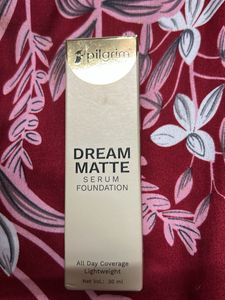 pilgrim
DREAM
MATTE
SERUM
FOUNDATION
All Day Coverage
Lightweight
Net Vol.: 30 ml